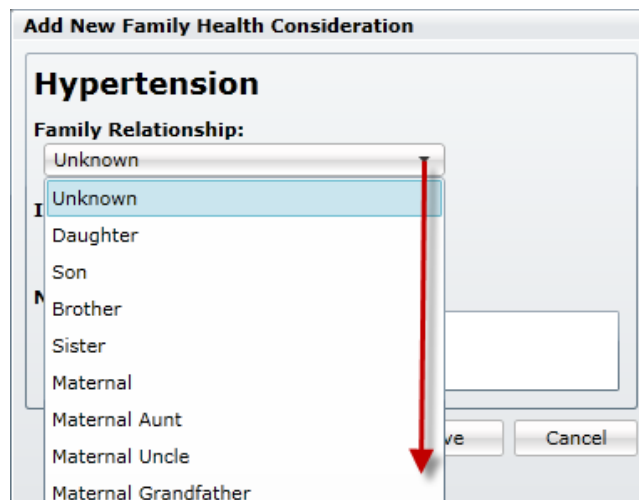 Add New Family Health Consideration
Hypertension
Family Relationship:
Unknown
Unknown
Daughter
Son
Brother
Sister
Maternal
Maternal Aunt
Maternal Uncle
Maternal Grandfather
Cancel